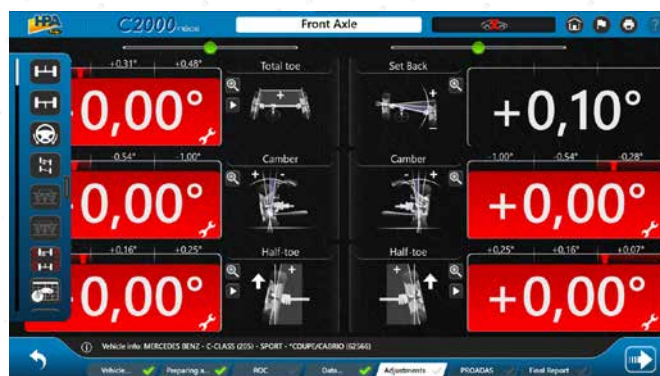 HPA
C2000 Front Axle
+0.31° +0.48° Total toe Set Back
0,00° +0,10°
-0.54° -1.00° Camber Camber -1.00° -0.54° -0.28°
0,00° +0,00°
+0.16° +0.25° Half-toe Half-toe +0.25° +0.16° +0.07°
0,00° +0,00°
Vehicle info: MERCEDES BENZ - C-CLASS (205) - SPORT - *COUPE/CABRIO (62566)
Vehicle... Preparing a... ROC Data... Adjustments PROADAS Final Report